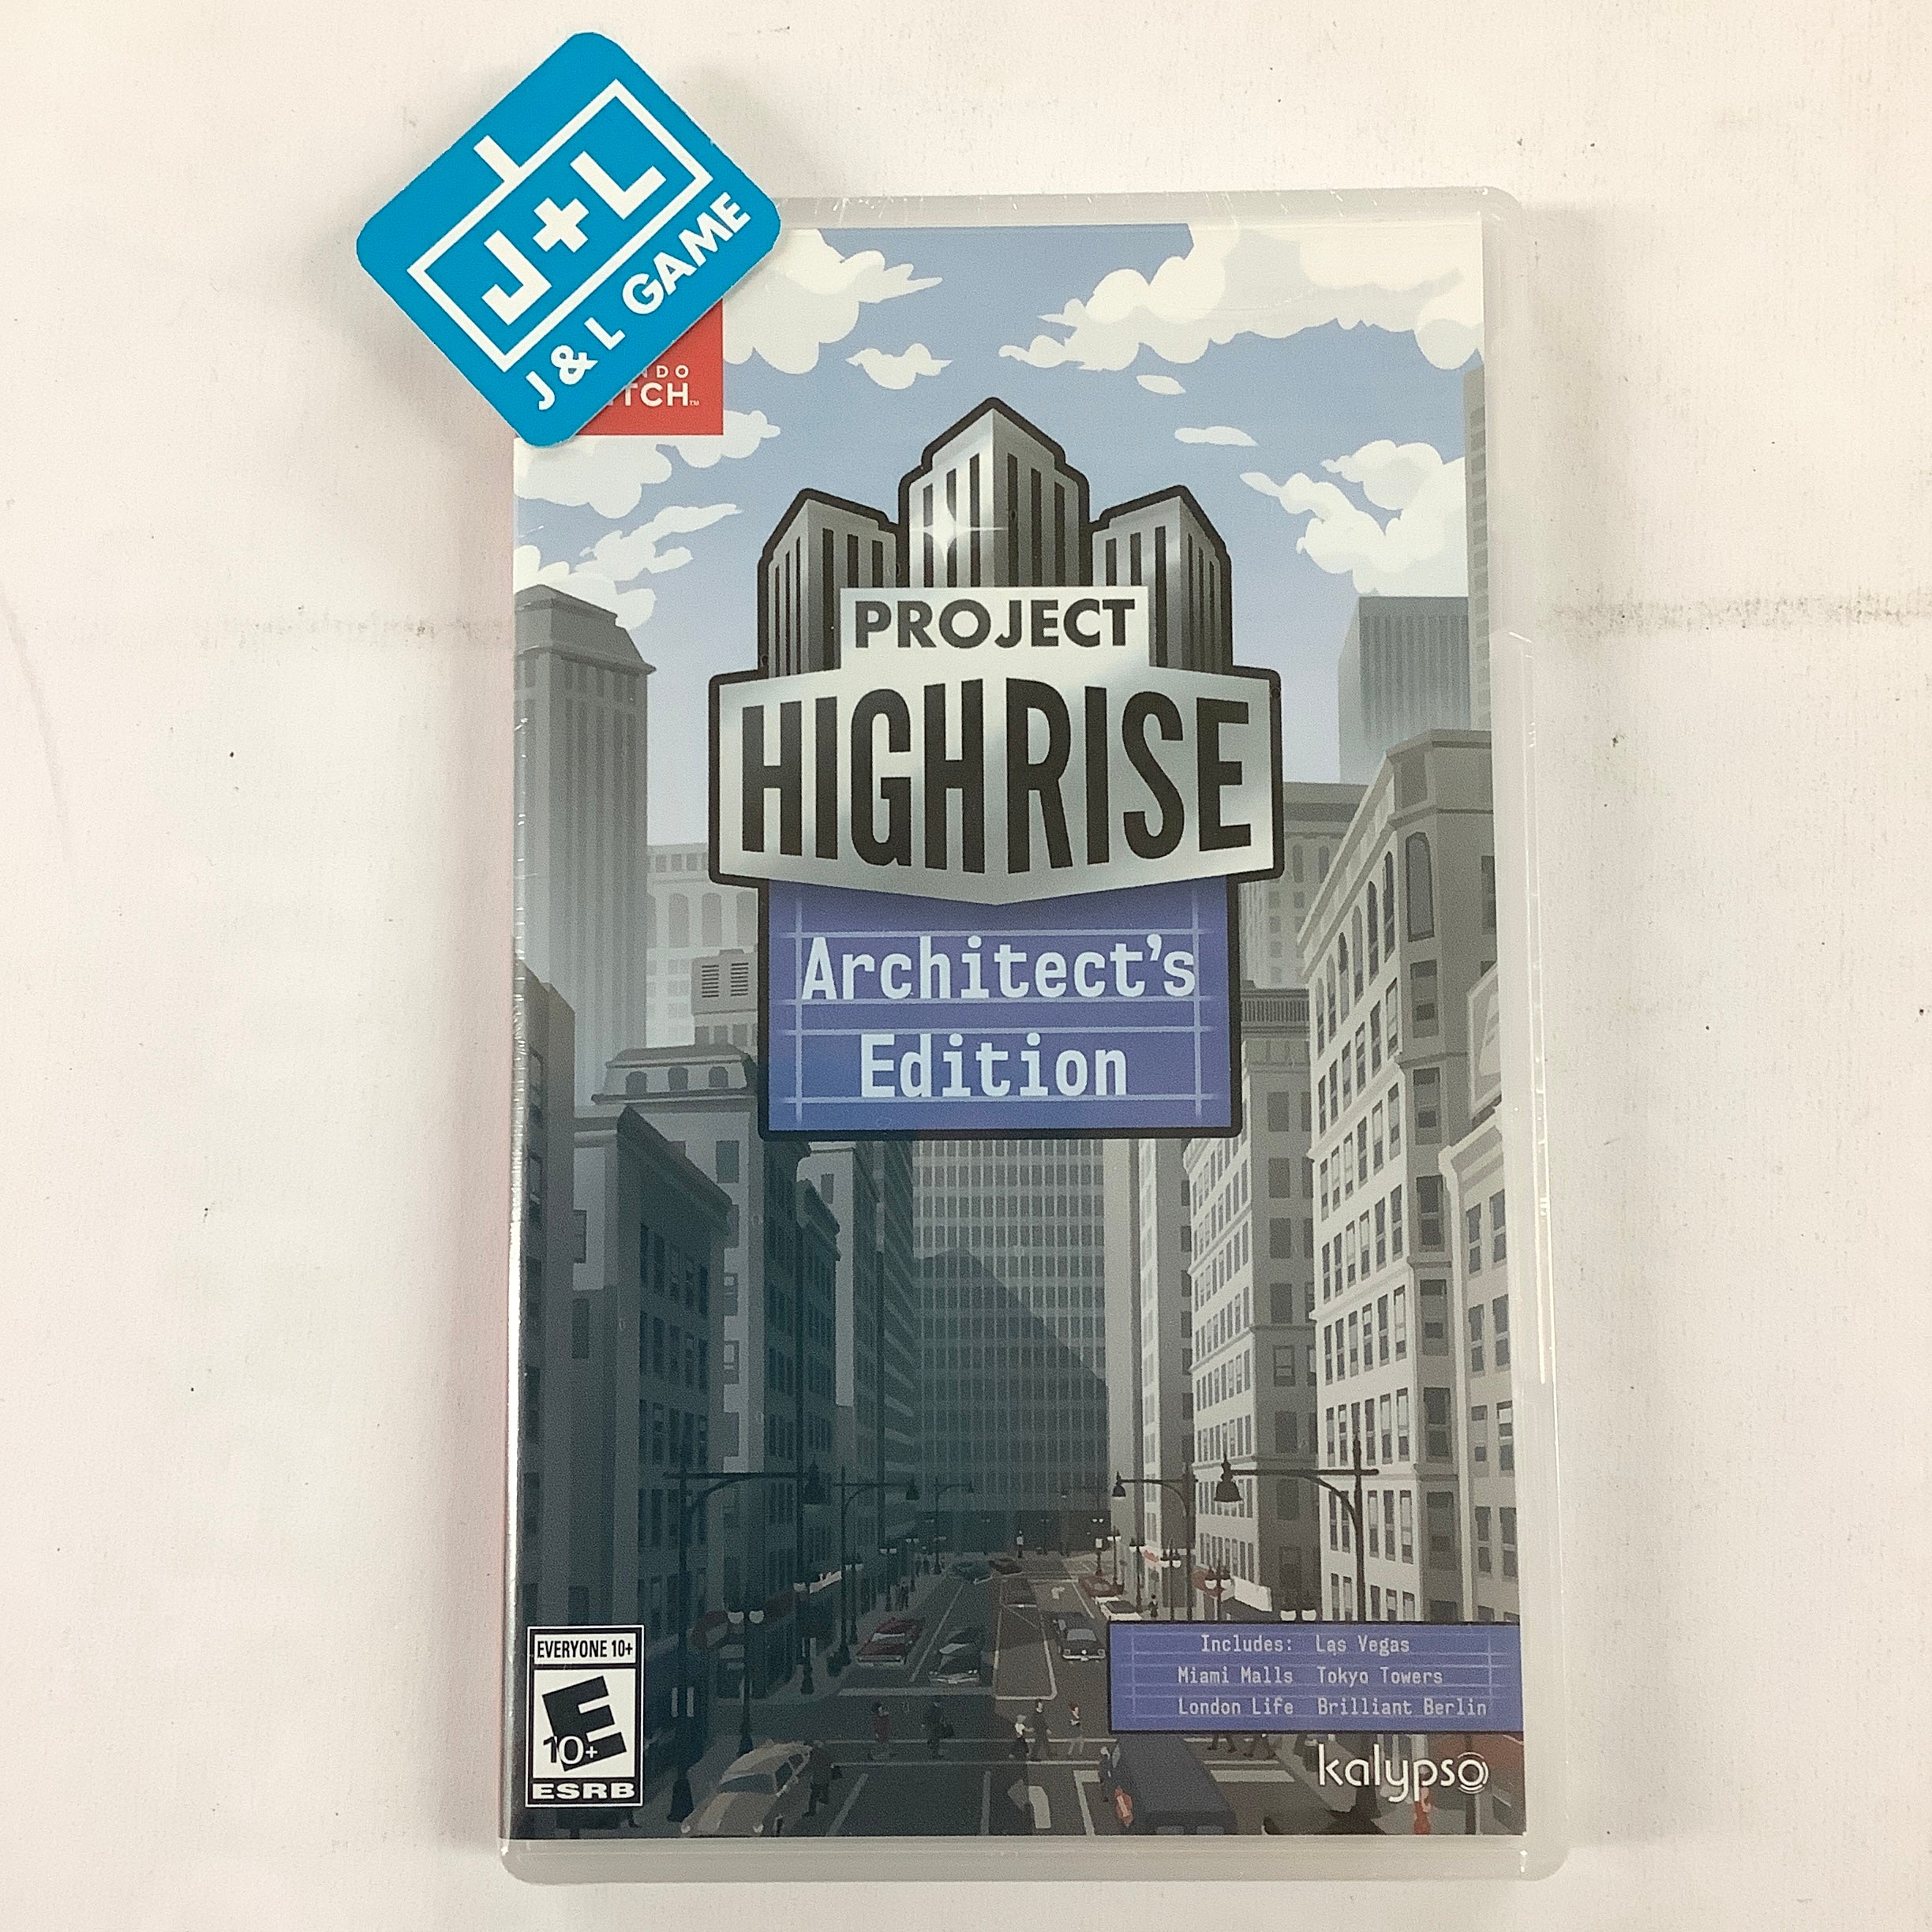 J+L
J & L GAME
NDO
TCH™
PROJECT
HIGHRISE
Architect's
Edition
EVERYONE 10+
E
10+
ESRB
Includes: Las Vegas
Miami Malls Tokyo Towers
London Life Brilliant Berlin
kalypso